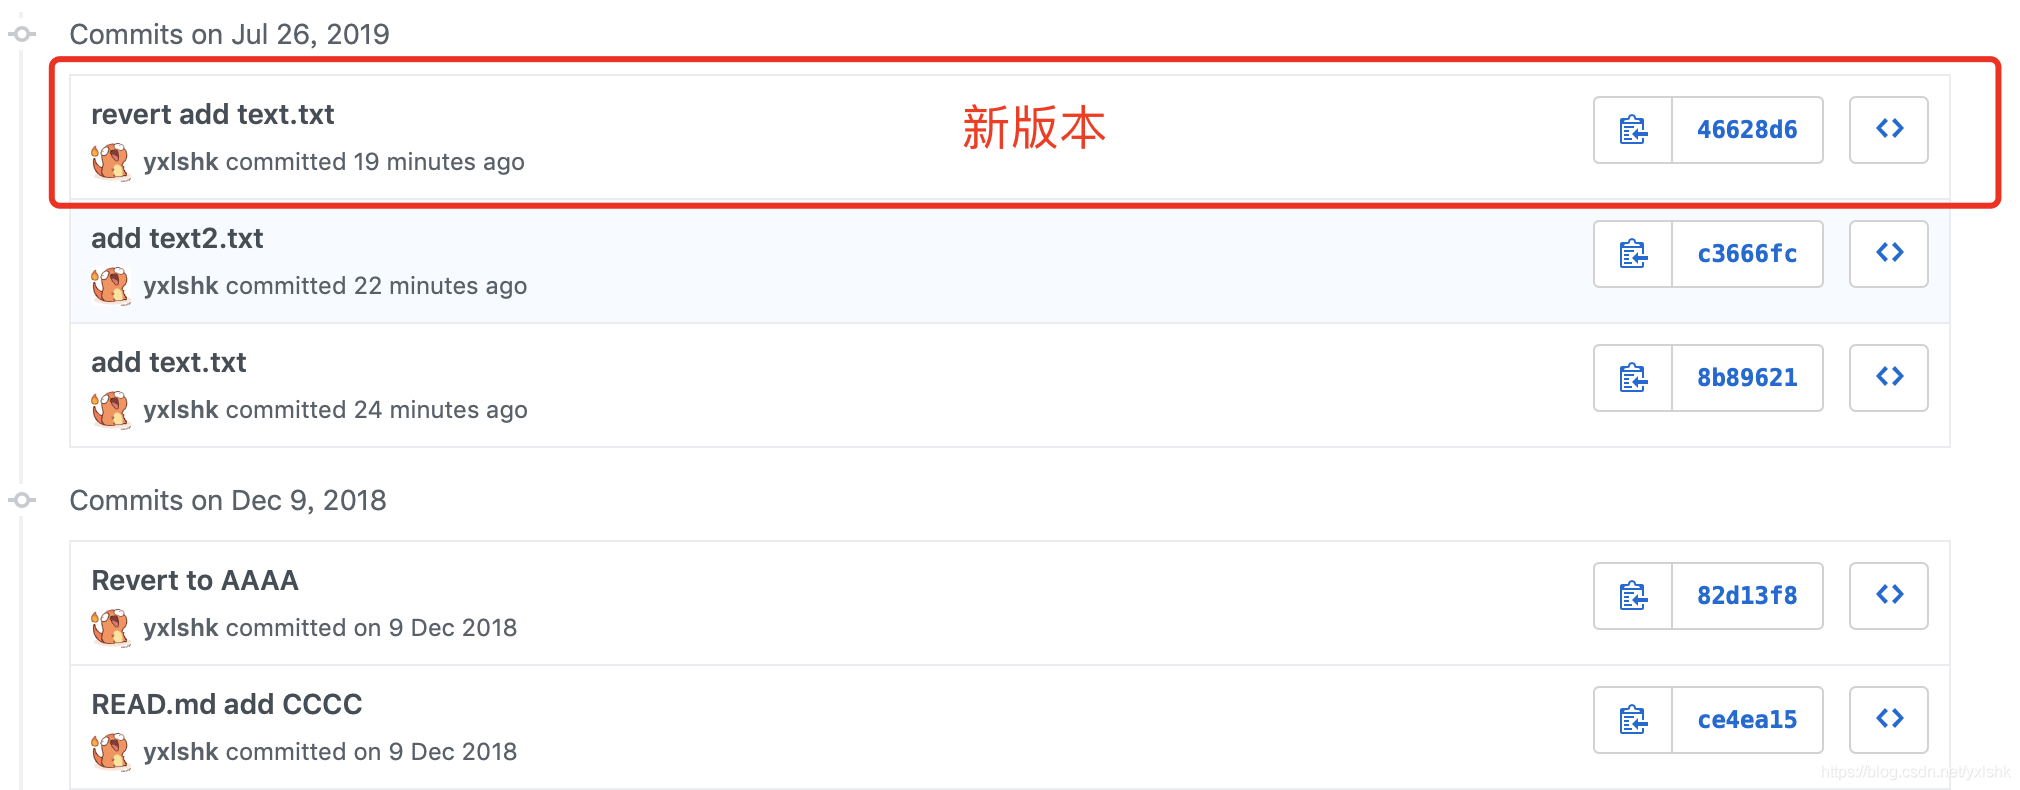 Commits on Jul 26, 2019
revert add text.txt
新版本
46628d6
yxlshk committed 19 minutes ago
add text2.txt
c3666fc
yxlshk committed 22 minutes ago
add text.txt
8b89621
yxlshk committed 24 minutes ago
Commits on Dec 9, 2018
Revert to AAAA
82d13f8
yxlshk committed on 9 Dec 2018
READ.md add CCCC
ce4ea15
yxlshk committed on 9 Dec 2018
https://blog.csdn.net/yxlshk